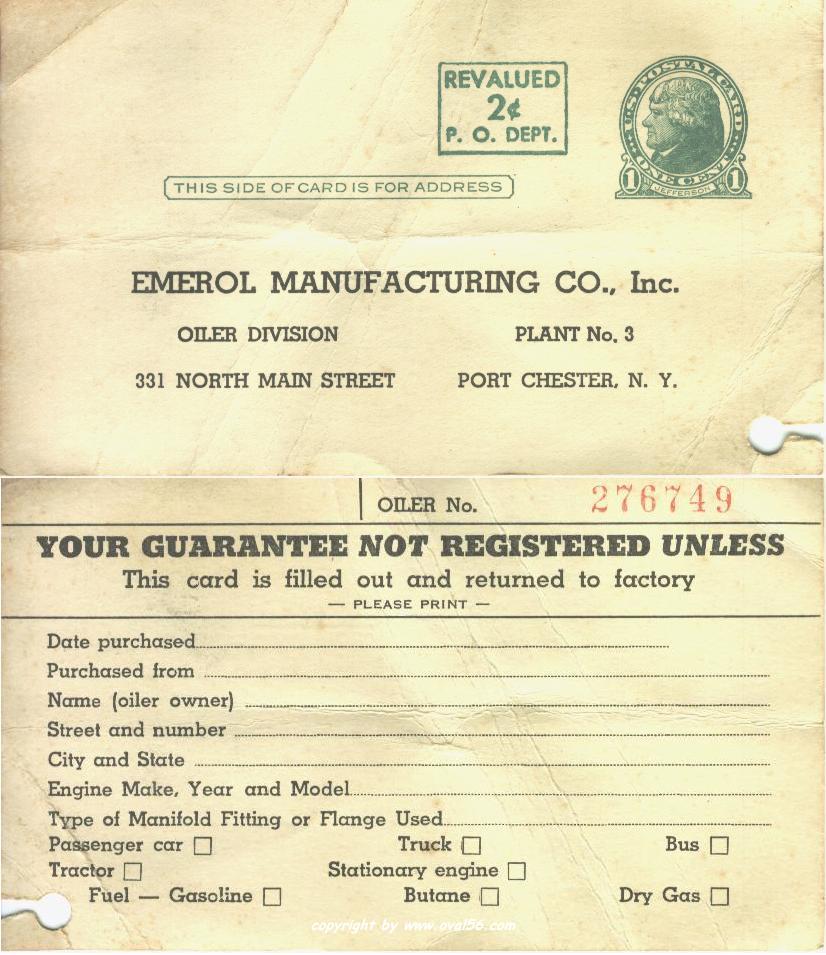 REVALUED
2¢
P. O. DEPT.
U.S. POSTAL CARD
ONE CENT
1 JEFFERSON 1
THIS SIDE OF CARD IS FOR ADDRESS
EMEROL MANUFACTURING CO., Inc.
OILER DIVISION PLANT No. 3
331 NORTH MAIN STREET PORT CHESTER, N. Y.
OILER No. 276749
YOUR GUARANTEE NOT REGISTERED UNLESS
This card is filled out and returned to factory
— PLEASE PRINT —
Date purchased
Purchased from
Name (oiler owner)
Street and number
City and State
Engine Make, Year and Model
Type of Manifold Fitting or Flange Used
Passenger car Truck Bus
Tractor Stationary engine
Fuel — Gasoline Butane Dry Gas
copyright by www.oval56.com